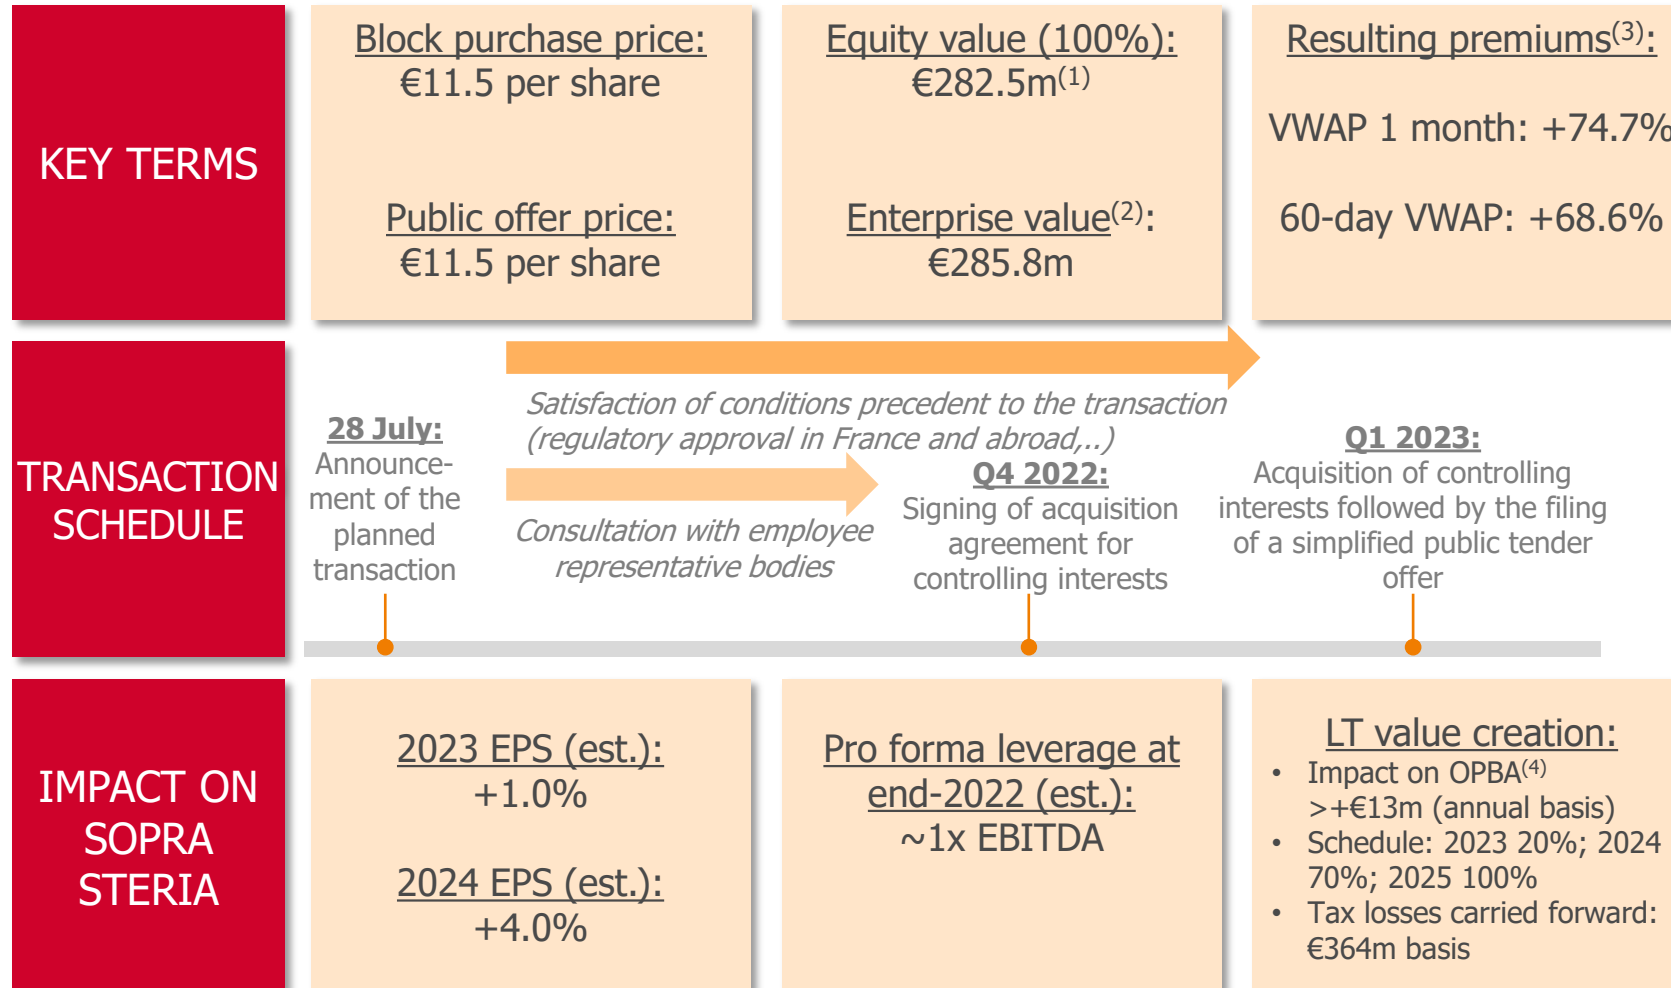 KEY TERMS
Block purchase price:
€11.5 per share
Public offer price:
€11.5 per share
Equity value (100%):
€282.5m(1)
Enterprise value(2):
€285.8m
Resulting premiums(3):
VWAP 1 month: +74.7%
60-day VWAP: +68.6%
TRANSACTION
SCHEDULE
28 July:
Announce-
ment of the
planned
transaction
Satisfaction of conditions precedent to the transaction
(regulatory approval in France and abroad,..)
Consultation with employee
representative bodies
Q4 2022:
Signing of acquisition
agreement for
controlling interests
Q1 2023:
Acquisition of controlling
interests followed by the filing
of a simplified public tender
offer
IMPACT ON
SOPRA
STERIA
2023 EPS (est.):
+1.0%
2024 EPS (est.):
+4.0%
Pro forma leverage at
end-2022 (est.):
~1x EBITDA
LT value creation:
• Impact on OPBA(4)
>+€13m (annual basis)
• Schedule: 2023 20%; 2024
70%; 2025 100%
• Tax losses carried forward:
€364m basis